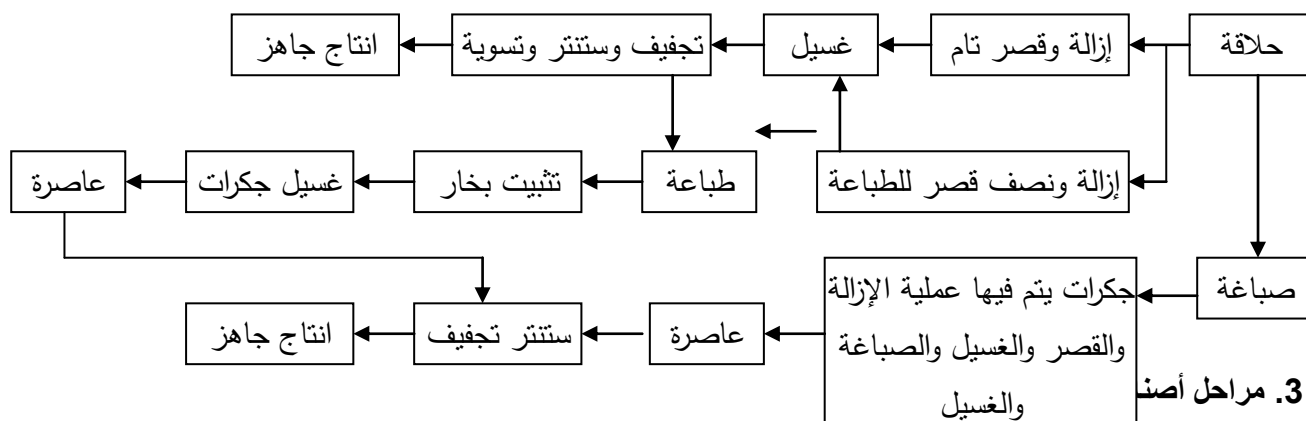 حلاقة
إزالة وقصر تام
غسيل
تجفيف وستنتر وتسوية
انتاج جاهز
إزالة ونصف قصر للطباعة
طباعة
تثبيت بخار
غسيل جكرات
عاصرة
صباغة
جكرات يتم فيها عملية الإزالة
والقصر والغسيل والصباغة
والغسيل
عاصرة
ستنتر تجفيف
انتاج جاهز
3. مراحل